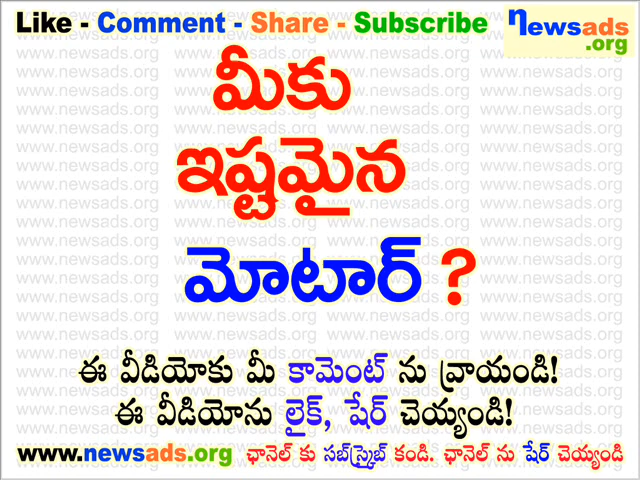 Like - Comment - Share - Subscribe
newsads
.org
మీకు
ఇష్టమైన
మోటార్ ?
ఈ వీడియోకు మీ కామెంట్ ను వ్రాయండి!
ఈ వీడియోను లైక్, షేర్ చెయ్యండి!
www.newsads.org ఛానెల్ కు సబ్‌స్క్రైబ్ కండి. ఛానెల్ ను షేర్ చెయ్యండి